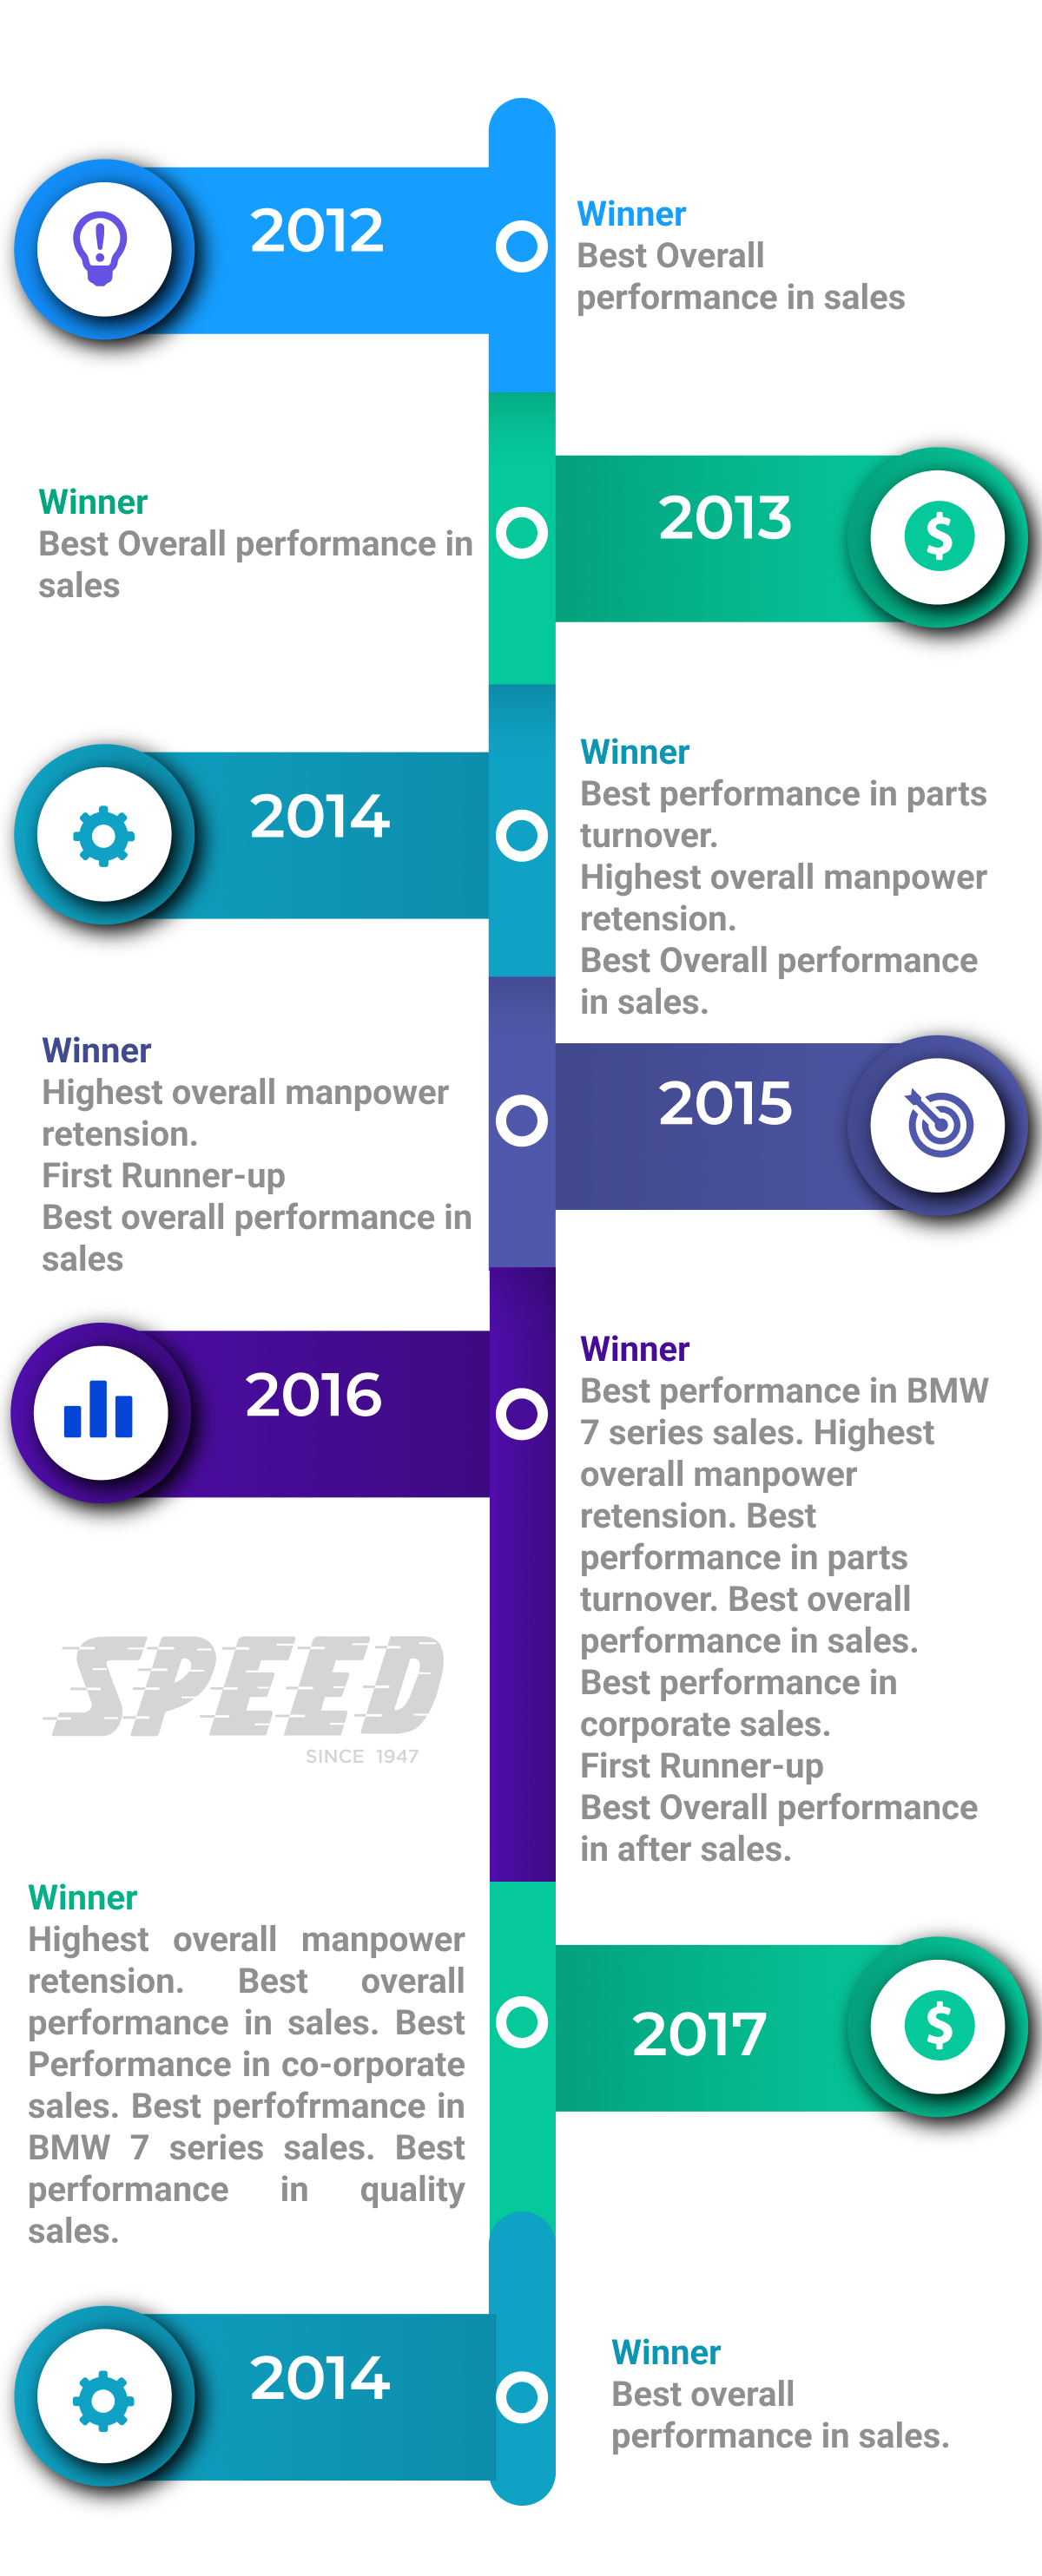 2012
Winner
Best Overall
performance in sales
Winner
Best Overall performance in
sales
2013
2014
Winner
Best performance in parts
turnover.
Highest overall manpower
retension.
Best Overall performance
in sales.
Winner
Highest overall manpower
retension.
First Runner-up
Best overall performance in
sales
2015
2016
Winner
Best performance in BMW
7 series sales. Highest
overall manpower
retension. Best
performance in parts
turnover. Best overall
performance in sales.
Best performance in
corporate sales.
First Runner-up
Best Overall performance
in after sales.
SPEED
SINCE 1947
Winner
Highest overall manpower
retension. Best overall
performance in sales. Best
Performance in co-orporate
sales. Best perfofrmance in
BMW 7 series sales. Best
performance in quality
sales.
2017
2014
Winner
Best overall
performance in sales.